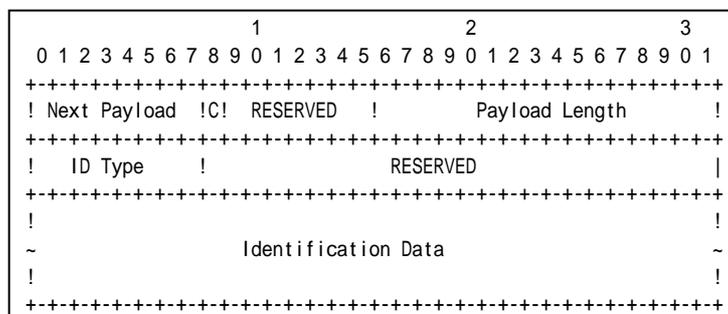 1                   2                   3
 0 1 2 3 4 5 6 7 8 9 0 1 2 3 4 5 6 7 8 9 0 1 2 3 4 5 6 7 8 9 0 1
+-+-+-+-+-+-+-+-+-+-+-+-+-+-+-+-+-+-+-+-+-+-+-+-+-+-+-+-+-+-+-+-+
! Next Payload  !C!  RESERVED   !         Payload Length        !
+-+-+-+-+-+-+-+-+-+-+-+-+-+-+-+-+-+-+-+-+-+-+-+-+-+-+-+-+-+-+-+-+
!   ID Type     !                 RESERVED                      |
+-+-+-+-+-+-+-+-+-+-+-+-+-+-+-+-+-+-+-+-+-+-+-+-+-+-+-+-+-+-+-+-+
!                                                               !
~                   Identification Data                         ~
!                                                               !
+-+-+-+-+-+-+-+-+-+-+-+-+-+-+-+-+-+-+-+-+-+-+-+-+-+-+-+-+-+-+-+-+